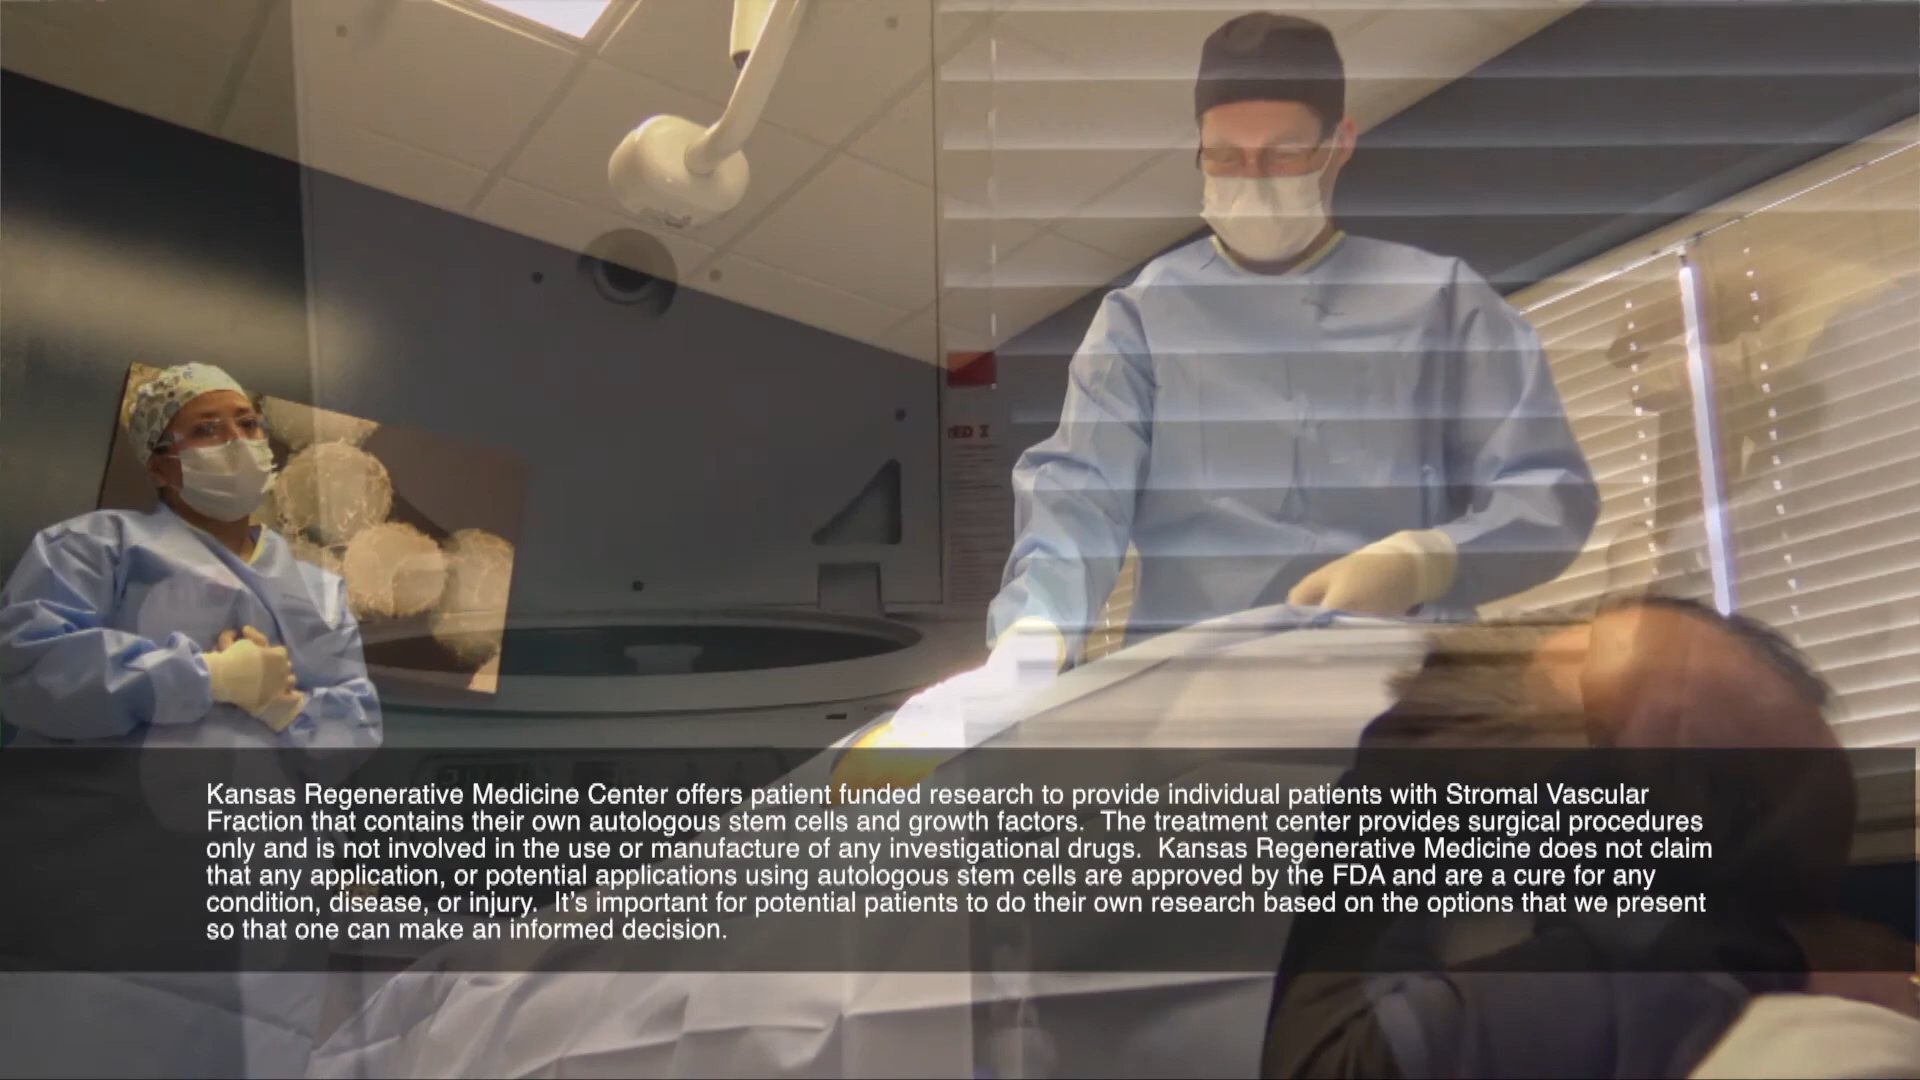 ED I
Kansas Regenerative Medicine Center offers patient funded research to provide individual patients with Stromal Vascular
Fraction that contains their own autologous stem cells and growth factors.  The treatment center provides surgical procedures
only and is not involved in the use or manufacture of any investigational drugs.  Kansas Regenerative Medicine does not claim
that any application, or potential applications using autologous stem cells are approved by the FDA and are a cure for any
condition, disease, or injury.  It's important for potential patients to do their own research based on the options that we present
so that one can make an informed decision.